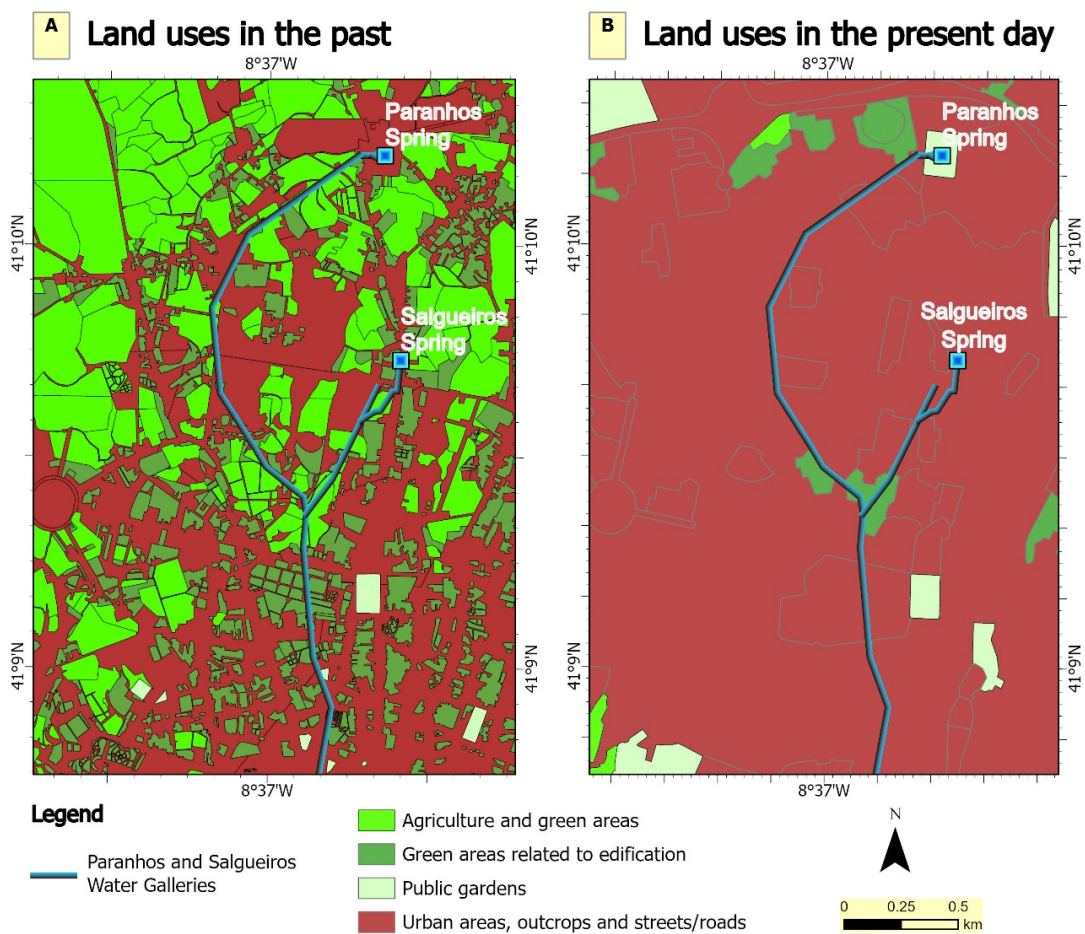 A
Land uses in the past
8°37'W
41°10'N
41°10'N
Paranhos
Spring
Salgueiros
Spring
41°9'N
41°9'N
8°37'W
B
Land uses in the present day
8°37'W
41°10'N
41°10'N
Paranhos
Spring
Salgueiros
Spring
41°9'N
41°9'N
8°37'W
Legend
Paranhos and Salgueiros
Water Galleries
Agriculture and green areas
Green areas related to edification
Public gardens
Urban areas, outcrops and streets/roads
N
0 0.25 0.5
km